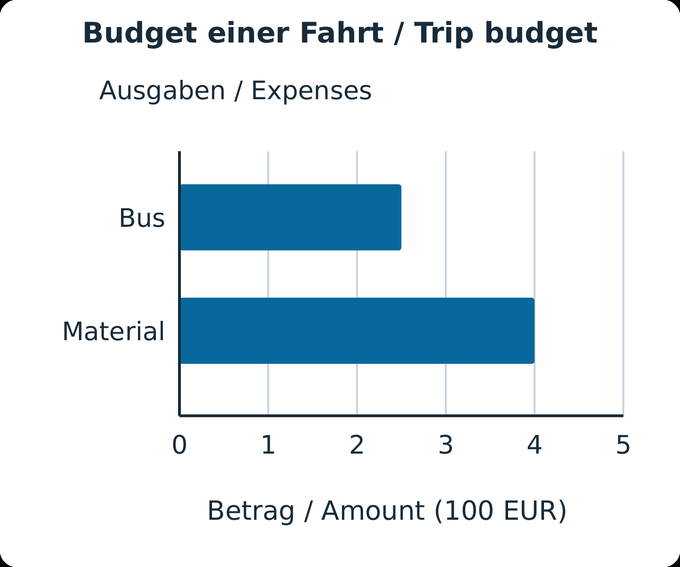 Budget einer Fahrt / Trip budget
Ausgaben / Expenses
Bus
Material
0 1 2 3 4 5
Betrag / Amount (100 EUR)